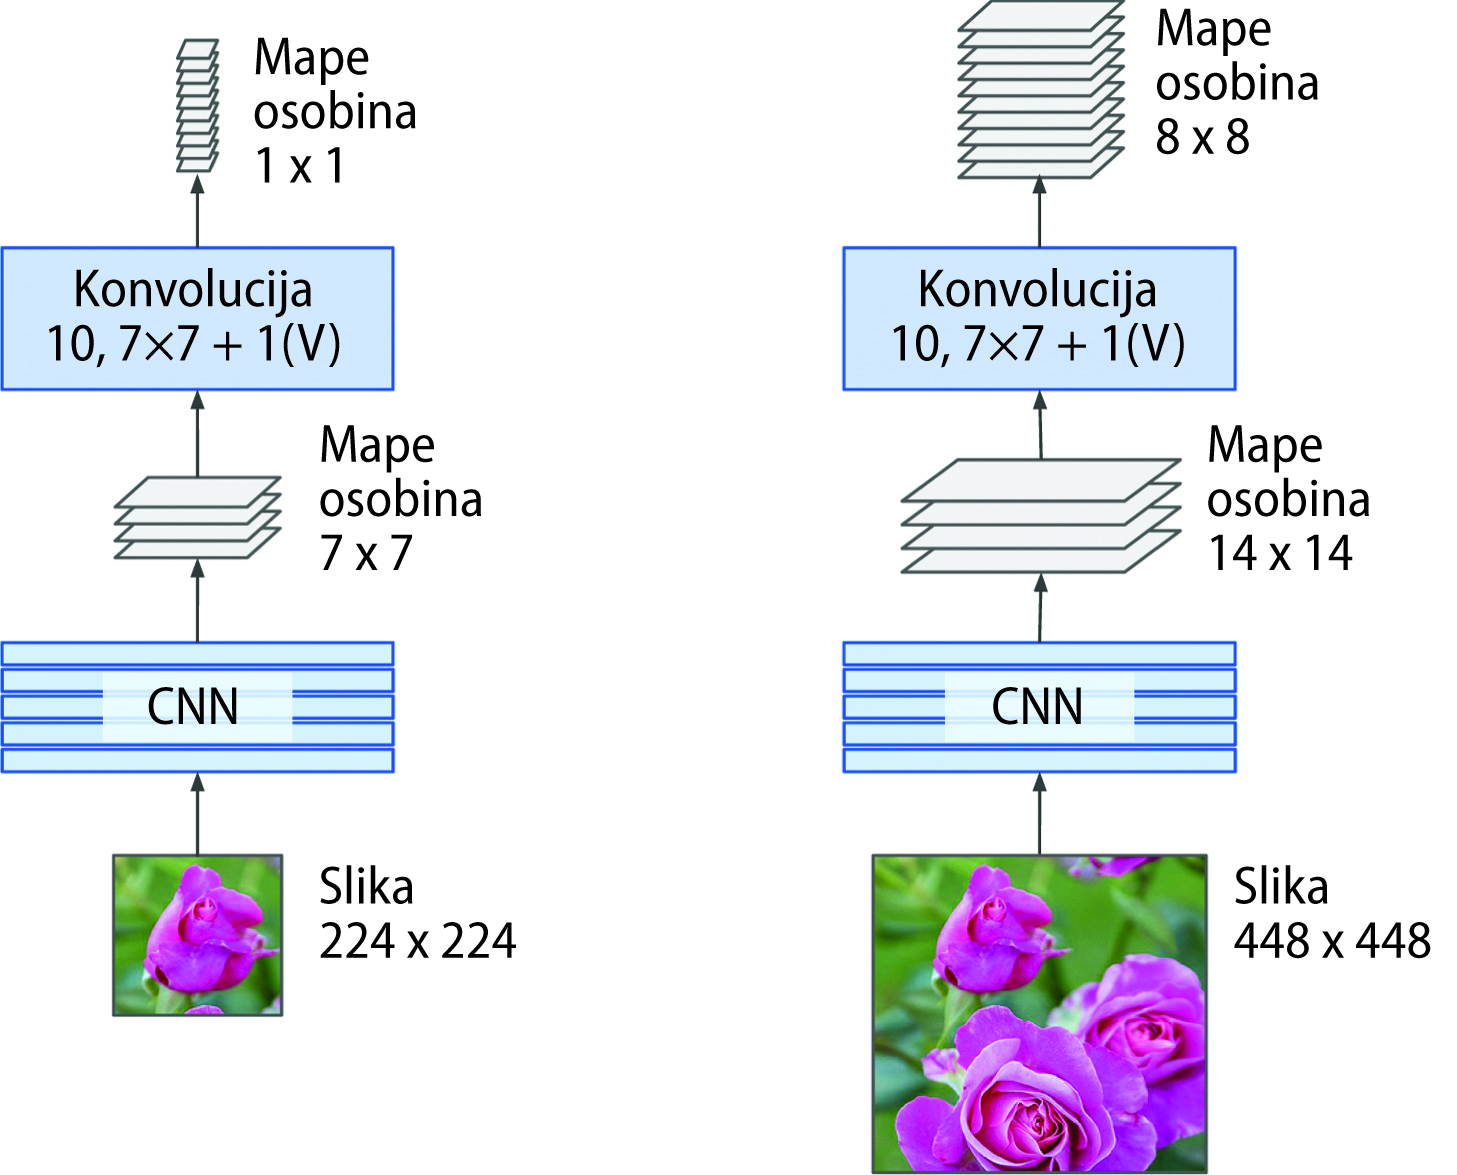 Mape
osobina
1 x 1
Konvolucija
10, 7×7 + 1(V)
Mape
osobina
7 x 7
CNN
Slika
224 x 224
Mape
osobina
8 x 8
Konvolucija
10, 7×7 + 1(V)
Mape
osobina
14 x 14
CNN
Slika
448 x 448